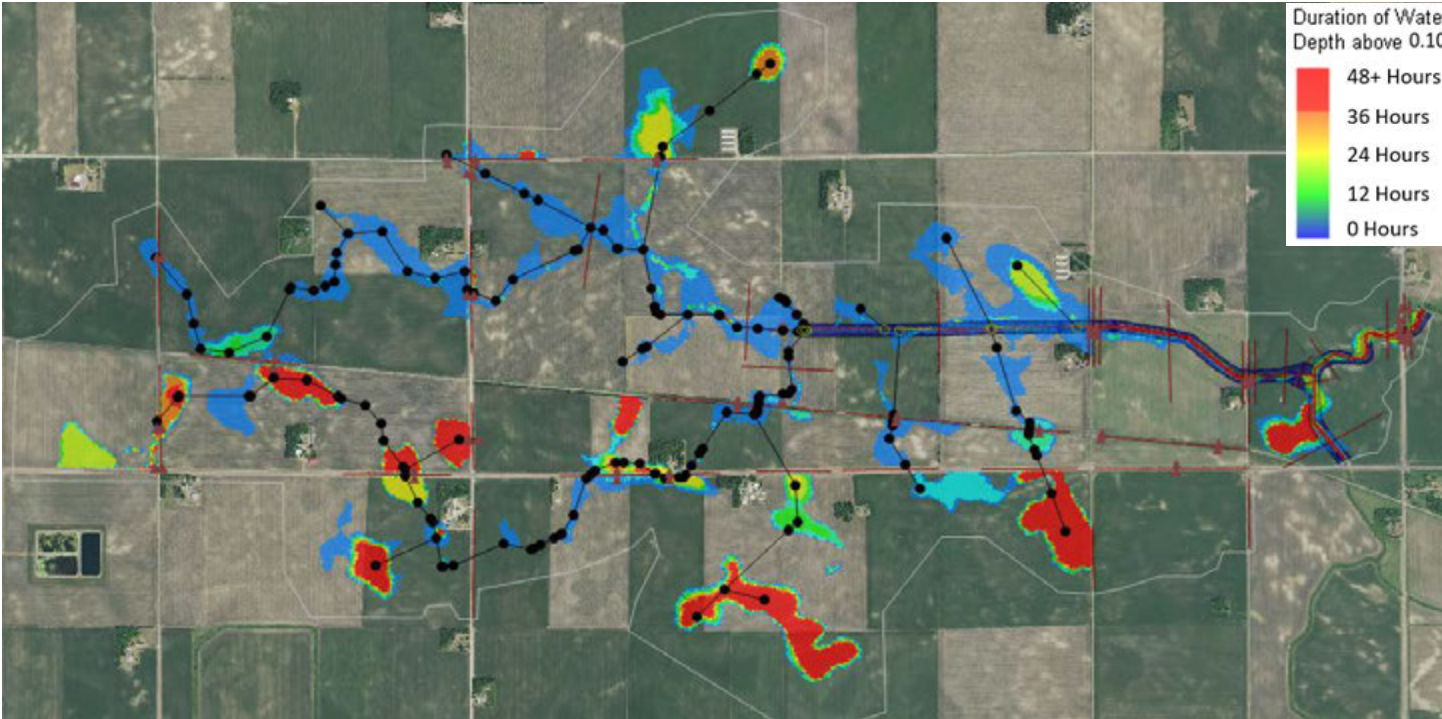 Duration of Wate
Depth above 0.10
48+ Hours
36 Hours
24 Hours
12 Hours
0 Hours